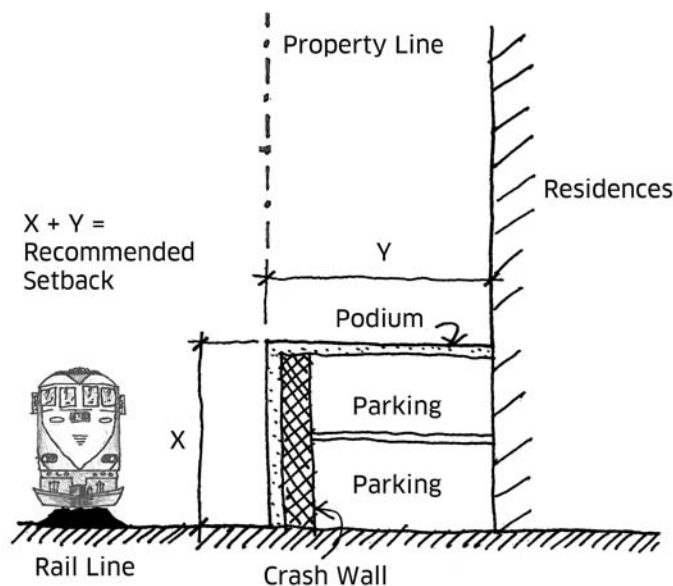 Property Line
Residences
X + Y =
Recommended
Setback
Y
Podium
X
Parking
Parking
Rail Line
Crash Wall